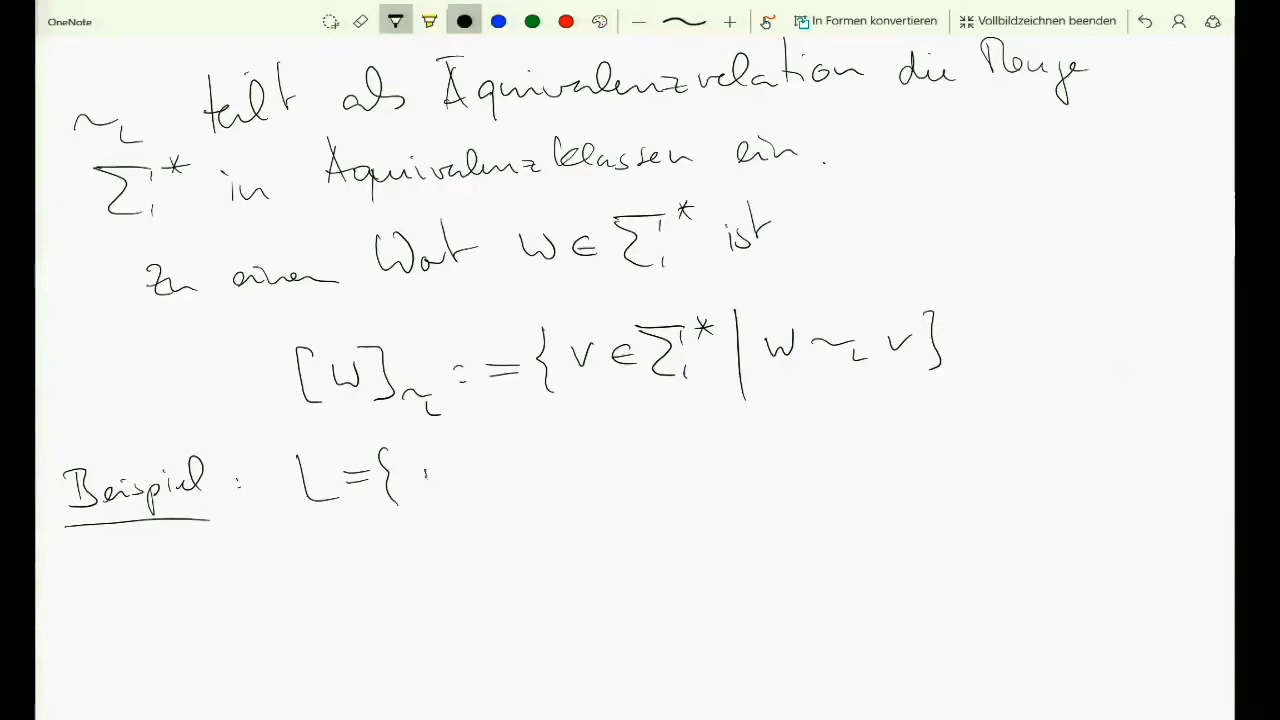 OneNote In Formen konvertieren Vollbildzeichnen beenden
~L teilt als Äquivalenzrelation die Menge
Σ* in Äquivalenzklassen ein.
Zu einem Wort w ∈ Σ* ist
[w]~L := { v ∈ Σ* | w ~L v }
Beispiel: L = {